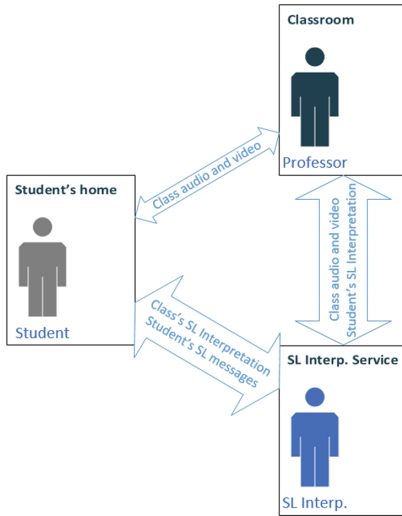 Classroom
Professor
Class audio and video
Student's home
Student
Class audio and video
Student's SL Interpretation
Class's SL Interpretation
Student's SL messages
SL Interp. Service
SL Interp.